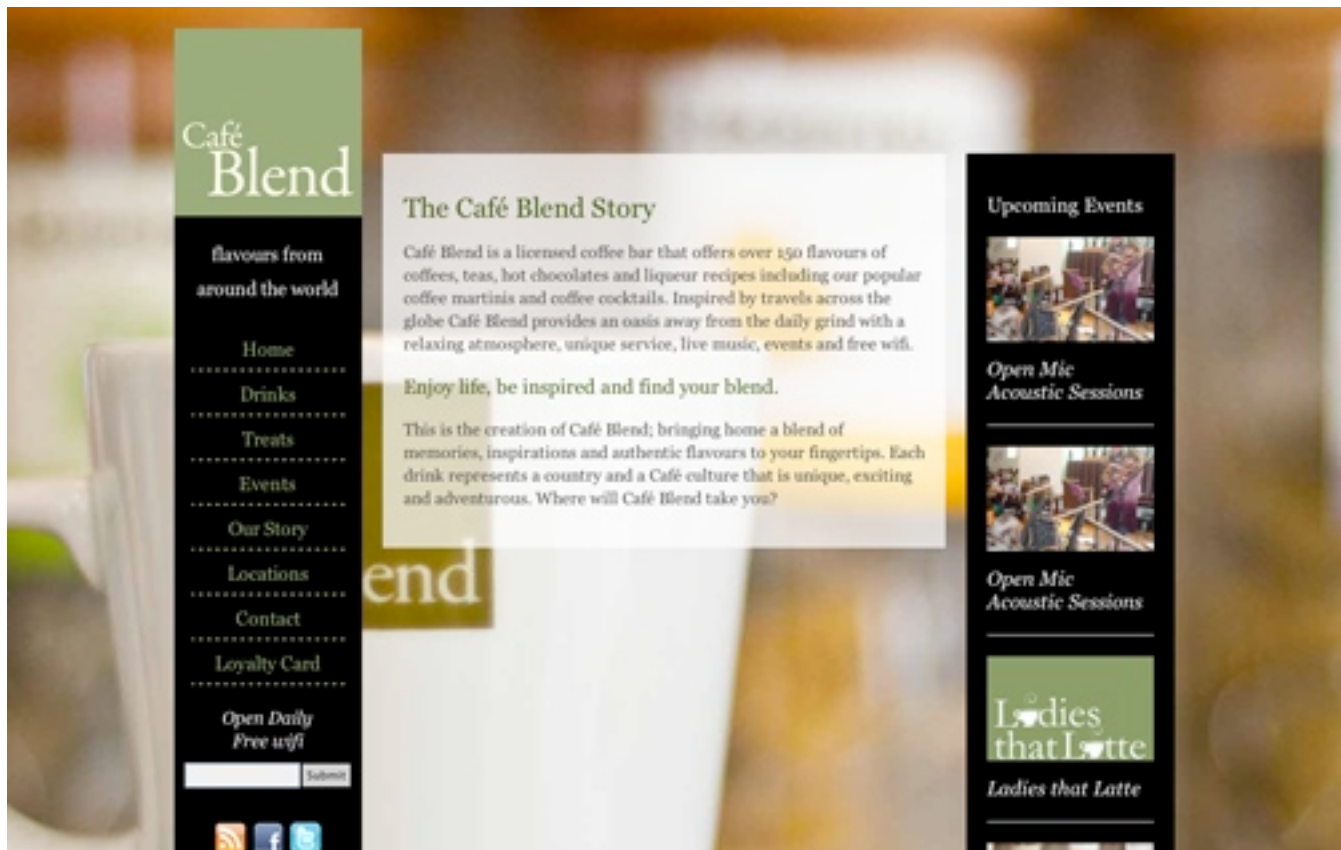 Café
Blend
flavours from
around the world
Home
Drinks
Treats
Events
Our Story
Locations
Contact
Loyalty Card
Open Daily
Free wifi
Submit
The Café Blend Story
Café Blend is a licensed coffee bar that offers over 150 flavours of
coffees, teas, hot chocolates and liqueur recipes including our popular
coffee martinis and coffee cocktails. Inspired by travels across the
globe Café Blend provides an oasis away from the daily grind with a
relaxing atmosphere, unique service, live music, events and free wifi.
Enjoy life, be inspired and find your blend.
This is the creation of Café Blend; bringing home a blend of
memories, inspirations and authentic flavours to your fingertips. Each
drink represents a country and a Café culture that is unique, exciting
and adventurous. Where will Café Blend take you?
end
Upcoming Events
Open Mic
Acoustic Sessions
Open Mic
Acoustic Sessions
Ladies
that Latte
Ladies that Latte